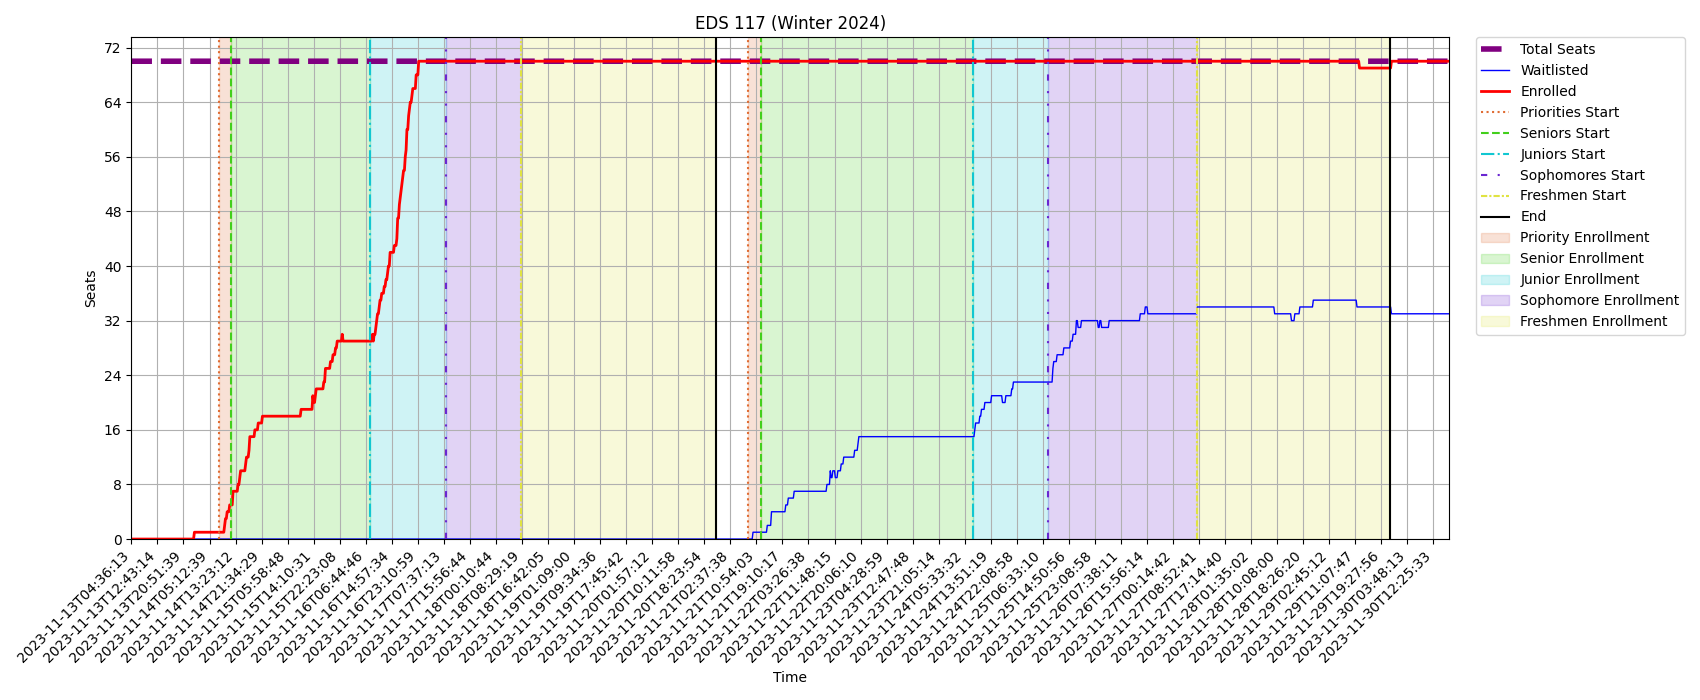 EDS 117 (Winter 2024)
Seats
72
64
56
48
40
32
24
16
8
0
2023-11-13T04:36:13
2023-11-13T12:43:14
2023-11-13T20:51:39
2023-11-14T05:12:39
2023-11-14T13:23:12
2023-11-14T21:34:29
2023-11-15T05:58:48
2023-11-15T14:10:31
2023-11-15T22:23:08
2023-11-16T06:44:46
2023-11-16T14:57:34
2023-11-16T23:10:59
2023-11-17T07:37:13
2023-11-17T15:56:44
2023-11-18T00:10:44
2023-11-18T08:29:19
2023-11-18T16:42:05
2023-11-19T01:09:00
2023-11-19T09:34:36
2023-11-19T17:45:42
2023-11-20T01:57:12
2023-11-20T10:11:58
2023-11-20T18:23:54
2023-11-21T02:37:38
2023-11-21T10:54:03
2023-11-21T19:10:17
2023-11-22T03:26:38
2023-11-22T11:48:15
2023-11-22T20:06:10
2023-11-23T04:28:59
2023-11-23T12:47:48
2023-11-23T21:05:14
2023-11-24T05:33:32
2023-11-24T13:51:19
2023-11-24T22:08:58
2023-11-25T06:33:10
2023-11-25T14:50:56
2023-11-25T23:08:58
2023-11-26T07:38:11
2023-11-26T15:56:14
2023-11-27T00:14:42
2023-11-27T08:52:41
2023-11-27T17:14:40
2023-11-28T01:35:02
2023-11-28T10:08:00
2023-11-28T18:26:20
2023-11-29T02:45:12
2023-11-29T11:07:47
2023-11-29T19:27:56
2023-11-30T03:48:13
2023-11-30T12:25:33
Time
Total Seats
Waitlisted
Enrolled
Priorities Start
Seniors Start
Juniors Start
Sophomores Start
Freshmen Start
End
Priority Enrollment
Senior Enrollment
Junior Enrollment
Sophomore Enrollment
Freshmen Enrollment